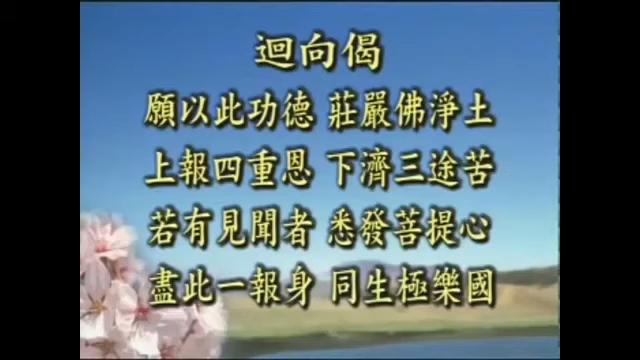 迴向偈
願以此功德 莊嚴佛淨土
上報四重恩 下濟三途苦
若有見聞者 悉發菩提心
盡此一報身 同生極樂國